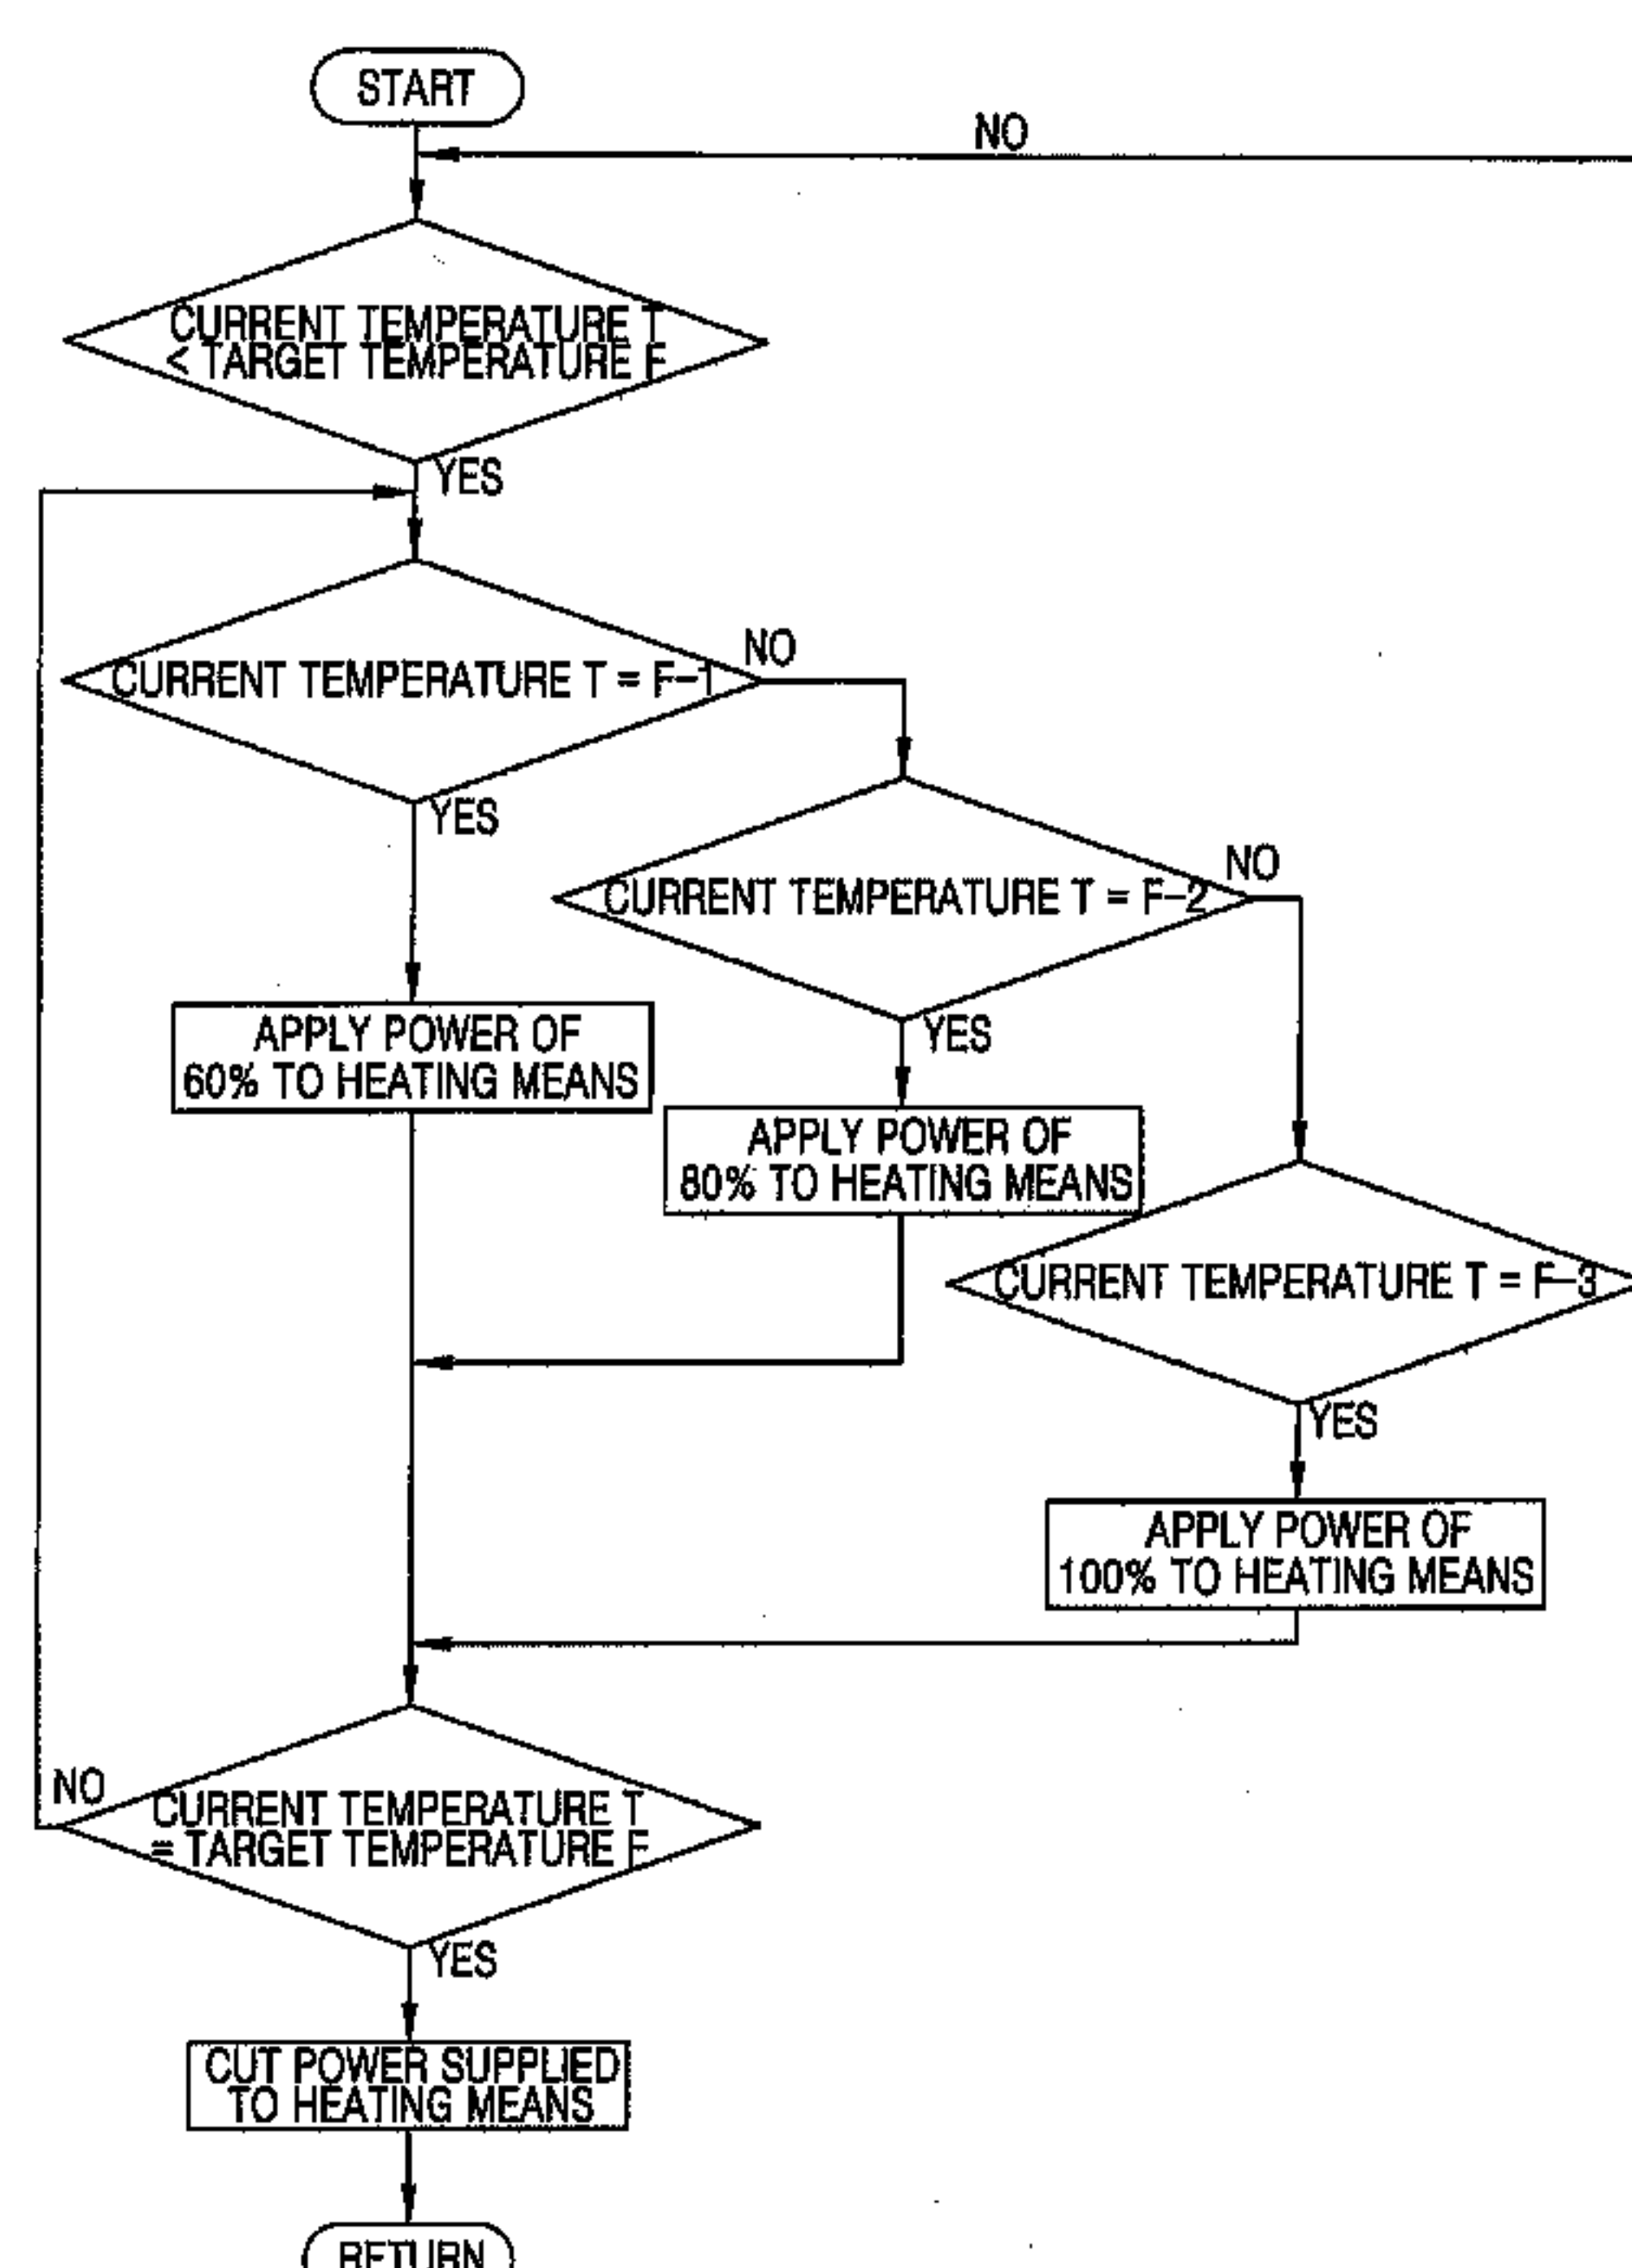 START
NO
CURRENT TEMPERATURE T
< TARGET TEMPERATURE F
YES
CURRENT TEMPERATURE T = F-1
NO
YES
CURRENT TEMPERATURE T = F-2
NO
YES
APPLY POWER OF
60% TO HEATING MEANS
APPLY POWER OF
80% TO HEATING MEANS
CURRENT TEMPERATURE T = F-3
YES
APPLY POWER OF
100% TO HEATING MEANS
NO
CURRENT TEMPERATURE T
= TARGET TEMPERATURE F
YES
CUT POWER SUPPLIED
TO HEATING MEANS
RETURN